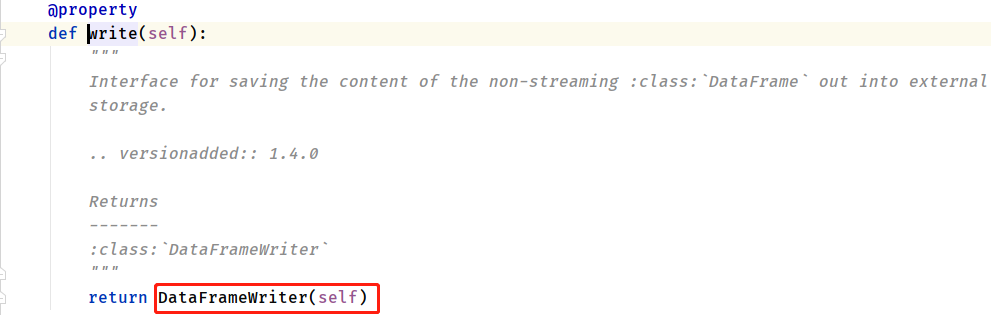 @property
def write(self):
"""
Interface for saving the content of the non-streaming :class:`DataFrame` out into external
storage.
.. versionadded:: 1.4.0
Returns
-------
:class:`DataFrameWriter`
"""
return DataFrameWriter(self)